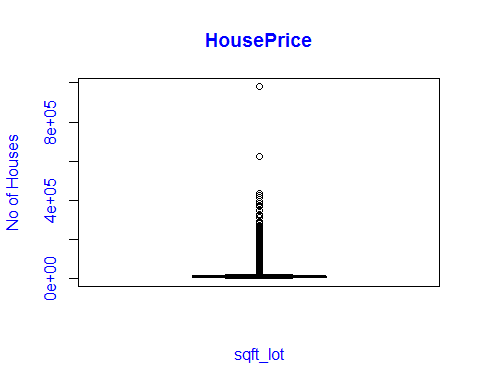 HousePrice
No of Houses
8e+05
4e+05
0e+00
sqft_lot